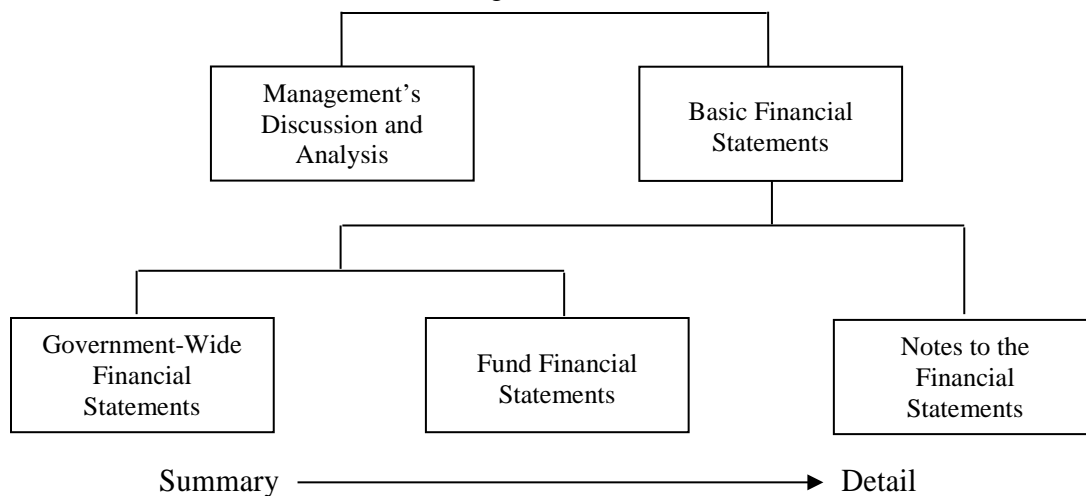 Management's
Discussion and
Analysis
Basic Financial
Statements
Government-Wide
Financial
Statements
Fund Financial
Statements
Notes to the
Financial
Statements
Summary
Detail